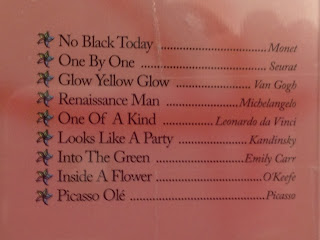 No Black Today ........................... Monet
One By One .................................. Seurat
Glow Yellow Glow ..................... Van Gogh
Renaissance Man .................. Michelangelo
One Of A Kind ............. Leonardo da Vinci
Looks Like A Party .................. Kandinsky
Into The Green ..................... Emily Carr
Inside A Flower ........................... O'Keefe
Picasso Olé .................................. Picasso